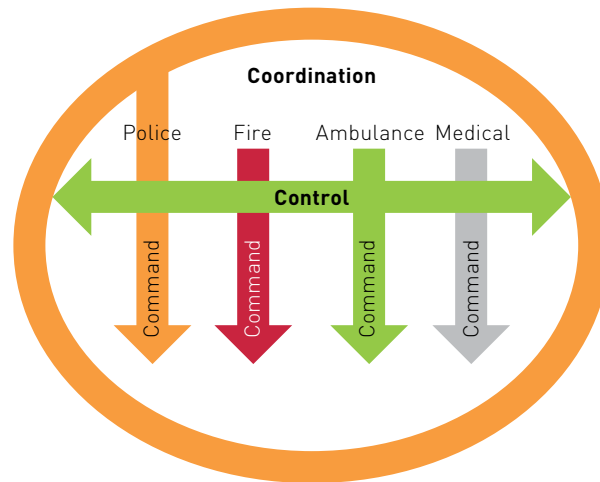 Coordination
Police Fire Ambulance Medical
Control
Command Command Command Command